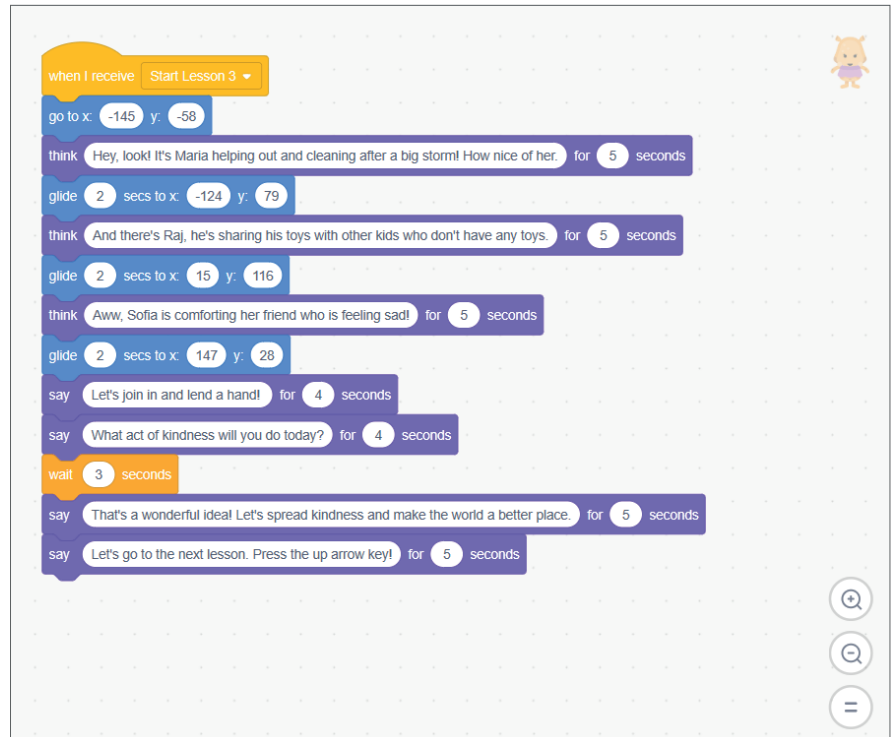 when I receive Start Lesson 3
go to x: -145 y: -58
think Hey, look! It's Maria helping out and cleaning after a big storm! How nice of her. for 5 seconds
glide 2 secs to x: -124 y: 79
think And there's Raj, he's sharing his toys with other kids who don't have any toys. for 5 seconds
glide 2 secs to x: 15 y: 116
think Aww, Sofia is comforting her friend who is feeling sad! for 5 seconds
glide 2 secs to x: 147 y: 28
say Let's join in and lend a hand! for 4 seconds
say What act of kindness will you do today? for 4 seconds
wait 3 seconds
say That's a wonderful idea! Let's spread kindness and make the world a better place. for 5 seconds
say Let's go to the next lesson. Press the up arrow key! for 5 seconds